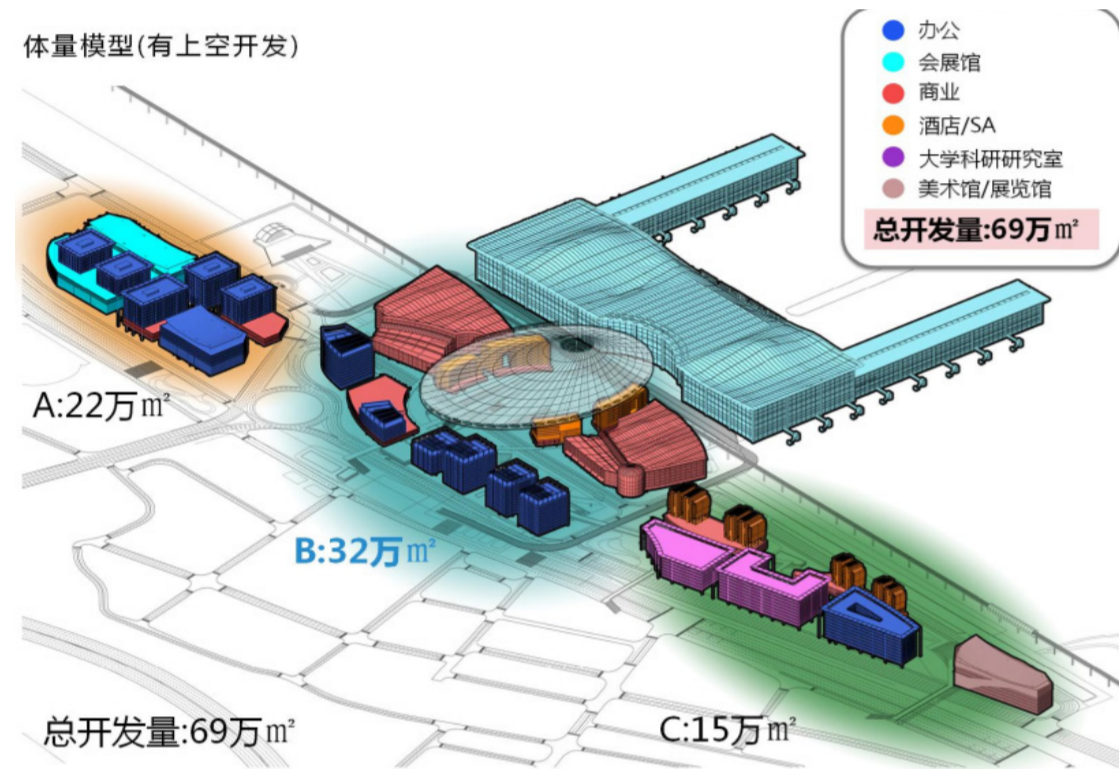 体量模型(有上空开发)
办公
会展馆
商业
酒店/SA
大学科研研究室
美术馆/展览馆
总开发量:69万㎡
A:22万㎡
B:32万㎡
C:15万㎡
总开发量:69万㎡